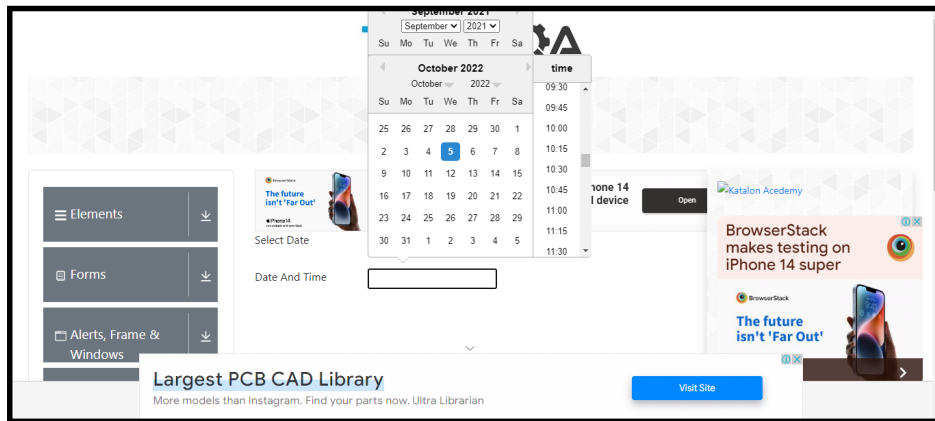 September 2021
September 2021
Su Mo Tu We Th Fr Sa
October 2022
October 2022
Su Mo Tu We Th Fr Sa
25 26 27 28 29 30 1
2 3 4 5 6 7 8
9 10 11 12 13 14 15
16 17 18 19 20 21 22
23 24 25 26 27 28 29
30 31 1 2 3 4 5
time
09:30
09:45
10:00
10:15
10:30
10:45
11:00
11:15
11:30
Elements
Forms
Alerts, Frame &
Windows
BrowserStack
The future
isn't 'Far Out'
iPhone 14
Select Date
Date And Time
hone 14
device
Open
Katalon Acedemy
BrowserStack
makes testing on
iPhone 14 super
BrowserStack
The future
isn't 'Far Out'
Largest PCB CAD Library
More models than Instagram. Find your parts now. Ultra Librarian
Visit Site